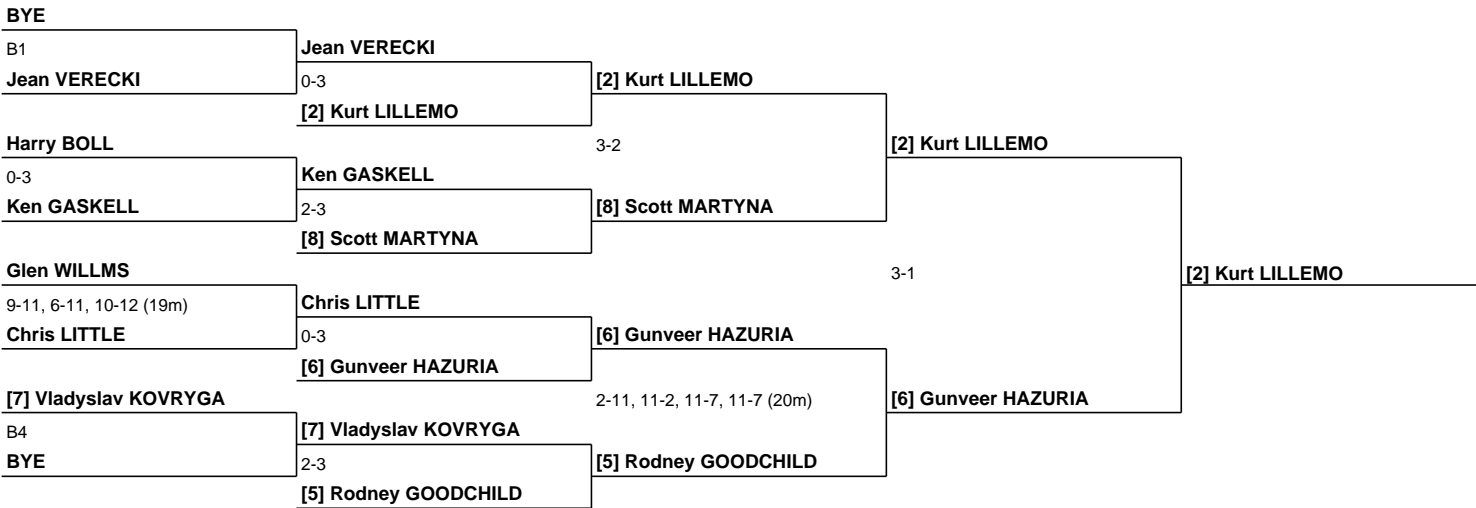 BYE
B1
Jean VERECKI
Jean VERECKI
0-3
[2] Kurt LILLEMO
[2] Kurt LILLEMO
Harry BOLL
0-3
Ken GASKELL
3-2
Ken GASKELL
2-3
[8] Scott MARTYNA
[8] Scott MARTYNA
[2] Kurt LILLEMO
Glen WILLMS
9-11, 6-11, 10-12 (19m)
Chris LITTLE
3-1
[2] Kurt LILLEMO
Chris LITTLE
0-3
[6] Gunveer HAZURIA
[6] Gunveer HAZURIA
[7] Vladyslav KOVRYGA
B4
BYE
2-11, 11-2, 11-7, 11-7 (20m)
[6] Gunveer HAZURIA
[7] Vladyslav KOVRYGA
2-3
[5] Rodney GOODCHILD
[5] Rodney GOODCHILD